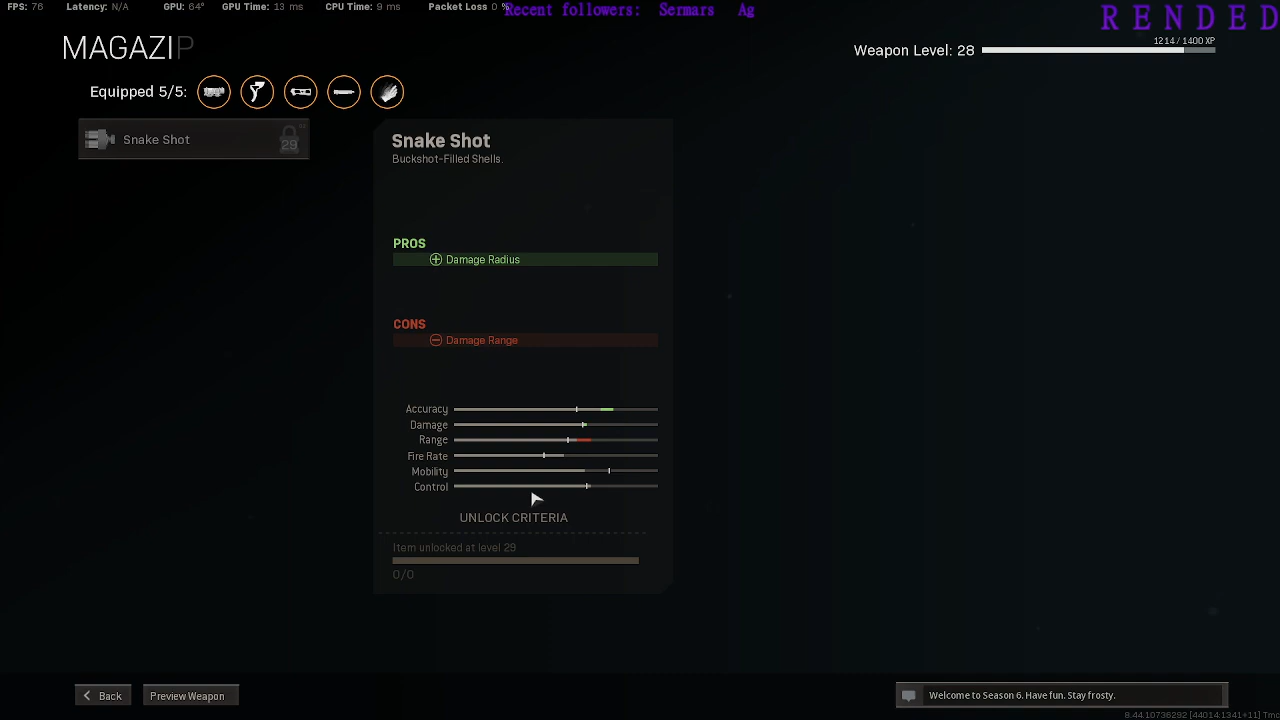 FPS: 76 Latency: N/A GPU: 64° GPU Time: 13 ms CPU Time: 9 ms Packet Loss 0 %
Recent followers: Sermars Ag
RENDED
MAGAZIP
Weapon Level: 28
1214 / 1400 XP
Equipped 5/5:
Snake Shot
29
Snake Shot
Buckshot-Filled Shells.
PROS
Damage Radius
CONS
Damage Range
Accuracy
Damage
Range
Fire Rate
Mobility
Control
UNLOCK CRITERIA
Item unlocked at level 29
0/0
Back
Preview Weapon
Welcome to Season 6. Have fun. Stay frosty.